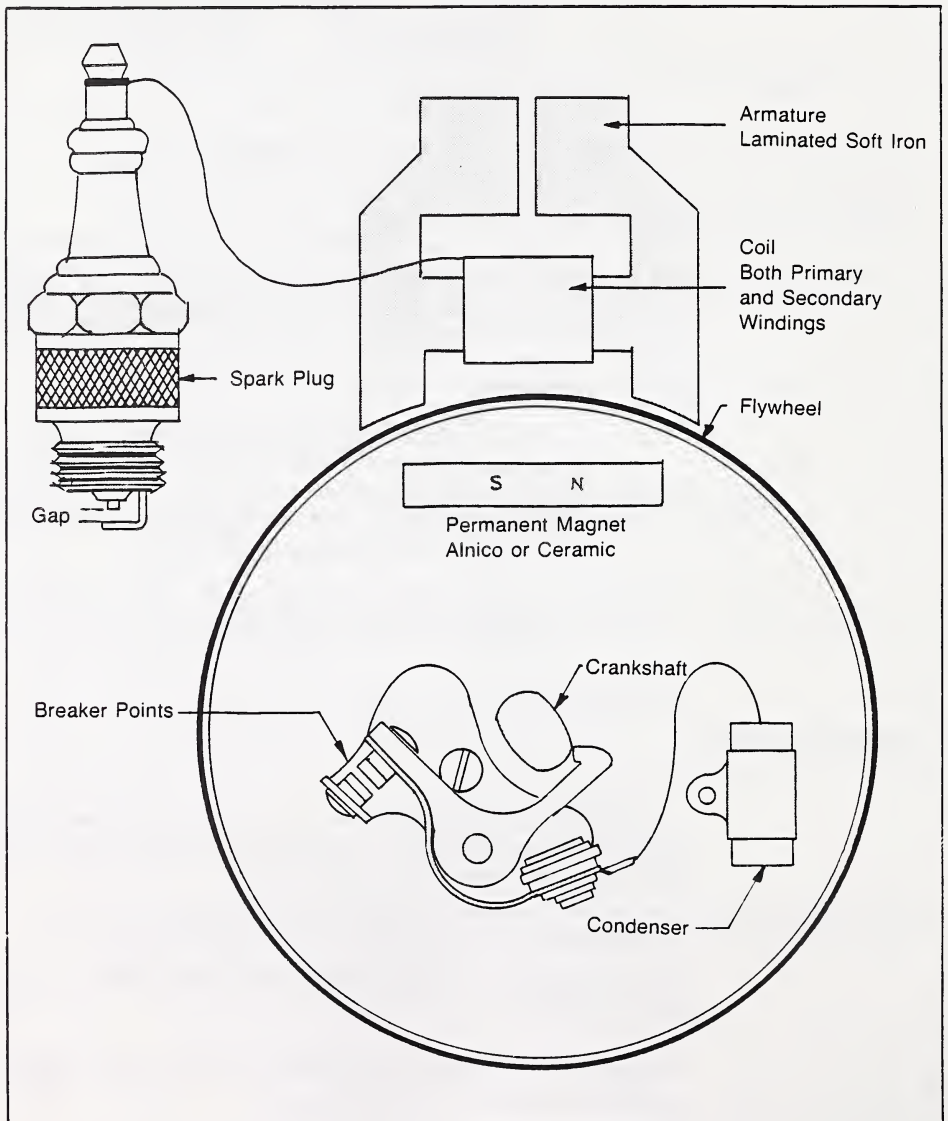 Armature
Laminated Soft Iron
Coil
Both Primary
and Secondary
Windings
Spark Plug
Flywheel
S N
Gap
Permanent Magnet
Alnico or Ceramic
Crankshaft
Breaker Points
Condenser